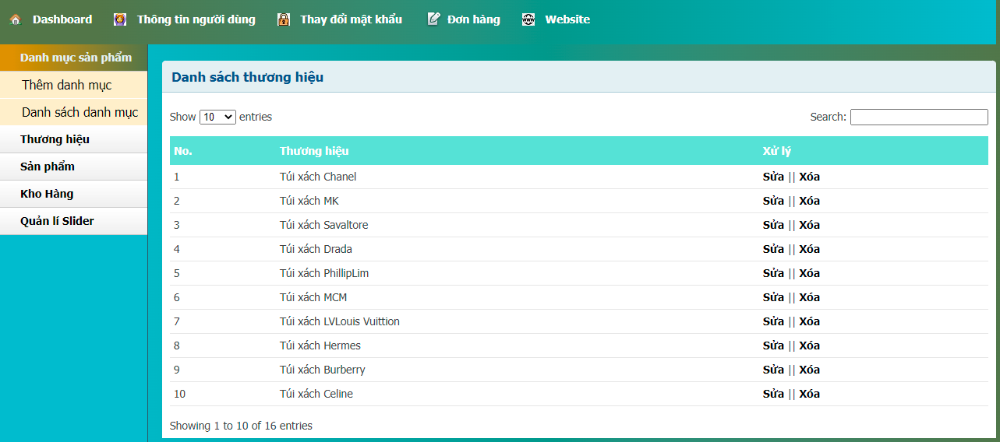 Dashboard Thông tin người dùng Thay đổi mật khẩu Đơn hàng Website
Danh mục sản phẩm
Thêm danh mục
Danh sách danh mục
Thương hiệu
Sản phẩm
Kho Hàng
Quản lí Slider
Danh sách thương hiệu
Show 10 entries Search:
No. Thương hiệu Xử lý
1 Túi xách Chanel Sửa || Xóa
2 Túi xách MK Sửa || Xóa
3 Túi xách Savaltore Sửa || Xóa
4 Túi xách Drada Sửa || Xóa
5 Túi xách PhillipLim Sửa || Xóa
6 Túi xách MCM Sửa || Xóa
7 Túi xách LVLouis Vuittion Sửa || Xóa
8 Túi xách Hermes Sửa || Xóa
9 Túi xách Burberry Sửa || Xóa
10 Túi xách Celine Sửa || Xóa
Showing 1 to 10 of 16 entries